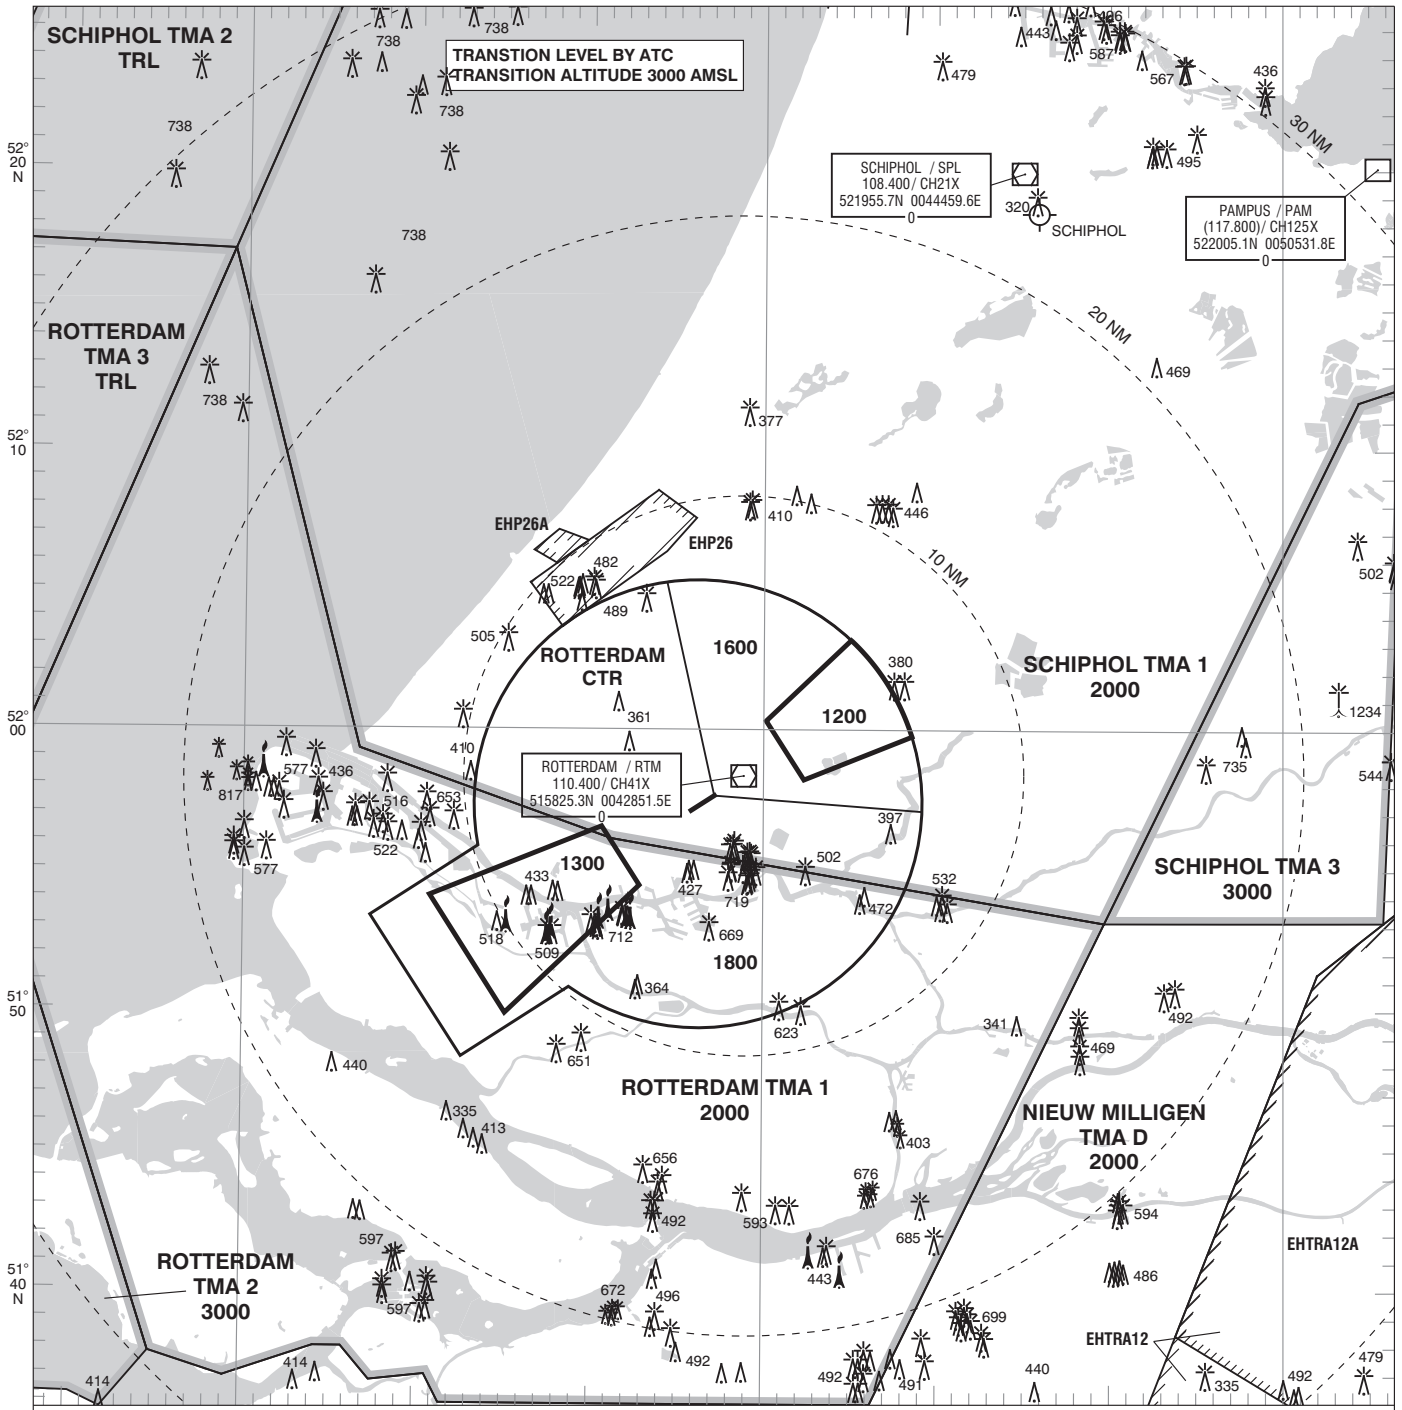 SCHIPHOL TMA 2
TRL
738
738
738
TRANSTION LEVEL BY ATC
TRANSITION ALTITUDE 3000 AMSL
738
738
738
443
496
587
479
567
436
30 NM
52°
20
N
495
SCHIPHOL / SPL
108.400/ CH21X
521955.7N 0044459.6E
0
320
SCHIPHOL
PAMPUS / PAM
(117.800)/ CH125X
522005.1N 0050531.8E
0
ROTTERDAM
TMA 3
TRL
20 NM
469
738
377
52°
10
410
446
EHP26A
EHP26
10 NM
482
522
489
502
505
1600
ROTTERDAM
CTR
380
SCHIPHOL TMA 1
2000
361
1200
1234
52°
00
410
735
544
ROTTERDAM / RTM
110.400/ CH41X
515825.3N 0042851.5E
0
577
436
817
516
653
522
577
397
1300
433
427
719
502
532
472
SCHIPHOL TMA 3
3000
518
509
712
669
1800
364
51°
50
623
341
492
469
651
440
ROTTERDAM TMA 1
2000
335
413
403
NIEUW MILLIGEN
TMA D
2000
656
676
492
593
594
597
685
EHTRA12A
ROTTERDAM
TMA 2
3000
443
486
51°
40
N
597
672
496
699
EHTRA12
492
414
414
492
491
440
335
492
479